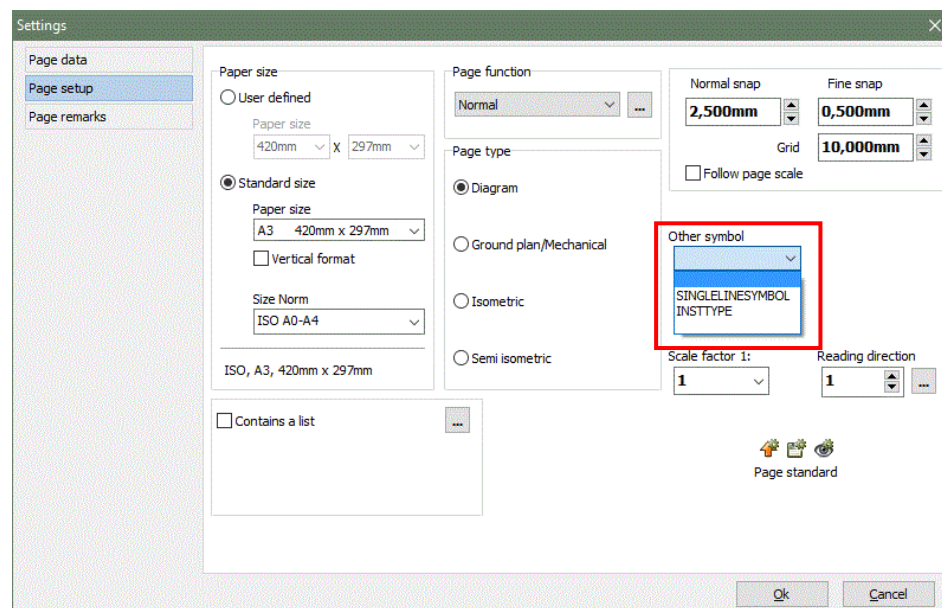 Settings
Page data
Page setup
Page remarks
Paper size
User defined
Paper size
420mm X 297mm
Standard size
Paper size
A3 420mm x 297mm
Vertical format
Size Norm
ISO A0-A4
ISO, A3, 420mm x 297mm
Contains a list
...
Page function
Normal
...
Page type
Diagram
Ground plan/Mechanical
Isometric
Semi isometric
Normal snap Fine snap
2,500mm 0,500mm
Grid 10,000mm
Follow page scale
Other symbol
SINGLELINESYMBOL
INSTTYPE
Scale factor 1: Reading direction
1 1 ...
Page standard
Ok Cancel